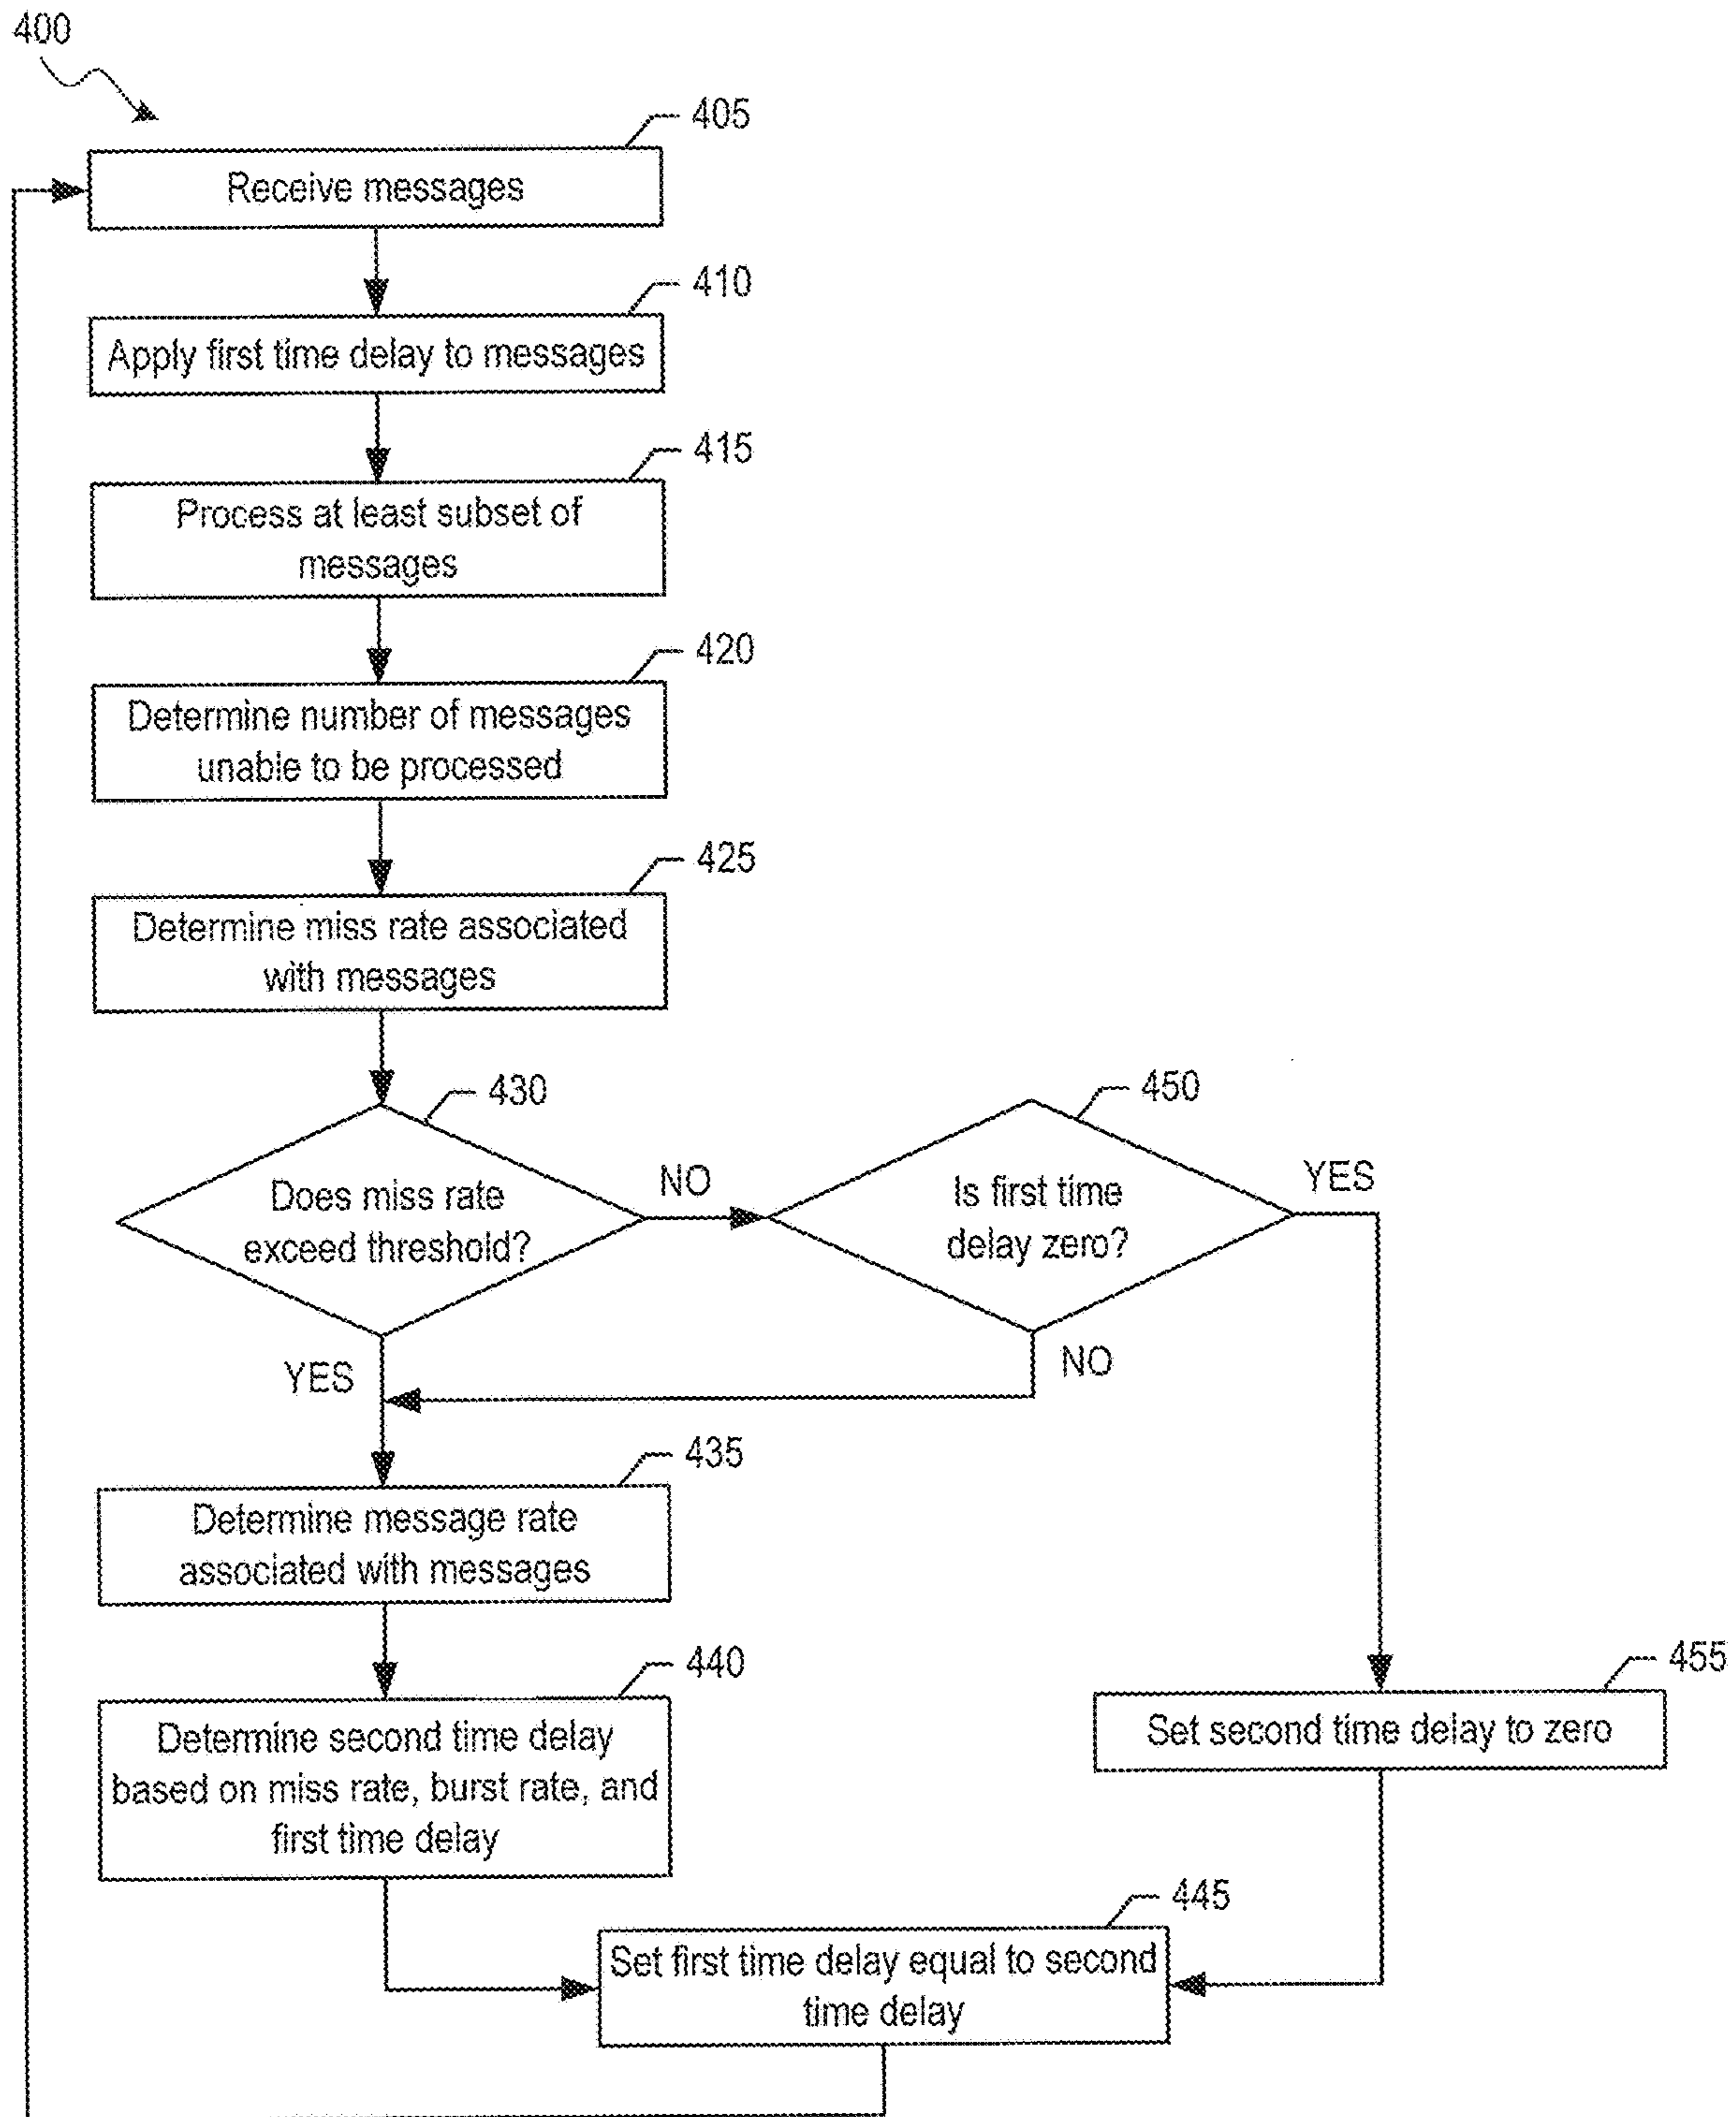 400
405
Receive messages
410
Apply first time delay to messages
415
Process at least subset of
messages
420
Determine number of messages
unable to be processed
425
Determine miss rate associated
with messages
430
Does miss rate
exceed threshold?
NO
YES
450
Is first time
delay zero?
YES
NO
435
Determine message rate
associated with messages
440
Determine second time delay
based on miss rate, burst rate, and
first time delay
455
Set second time delay to zero
445
Set first time delay equal to second
time delay